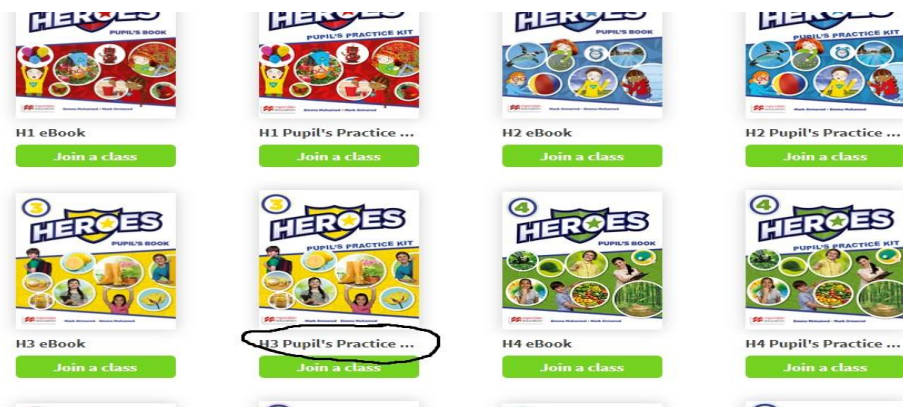 HEROES
PUPIL'S BOOK
HEROES
PUPIL'S PRACTICE KIT
HEROES
PUPIL'S BOOK
HEROES
PUPIL'S PRACTICE KIT
H1 eBook
H1 Pupil's Practice ...
H2 eBook
H2 Pupil's Practice ...
Join a class
Join a class
Join a class
Join a class
3
HEROES
PUPIL'S BOOK
3
HEROES
PUPIL'S PRACTICE KIT
4
HEROES
PUPIL'S BOOK
4
HEROES
PUPIL'S PRACTICE KIT
H3 eBook
H3 Pupil's Practice ...
H4 eBook
H4 Pupil's Practice ...
Join a class
Join a class
Join a class
Join a class